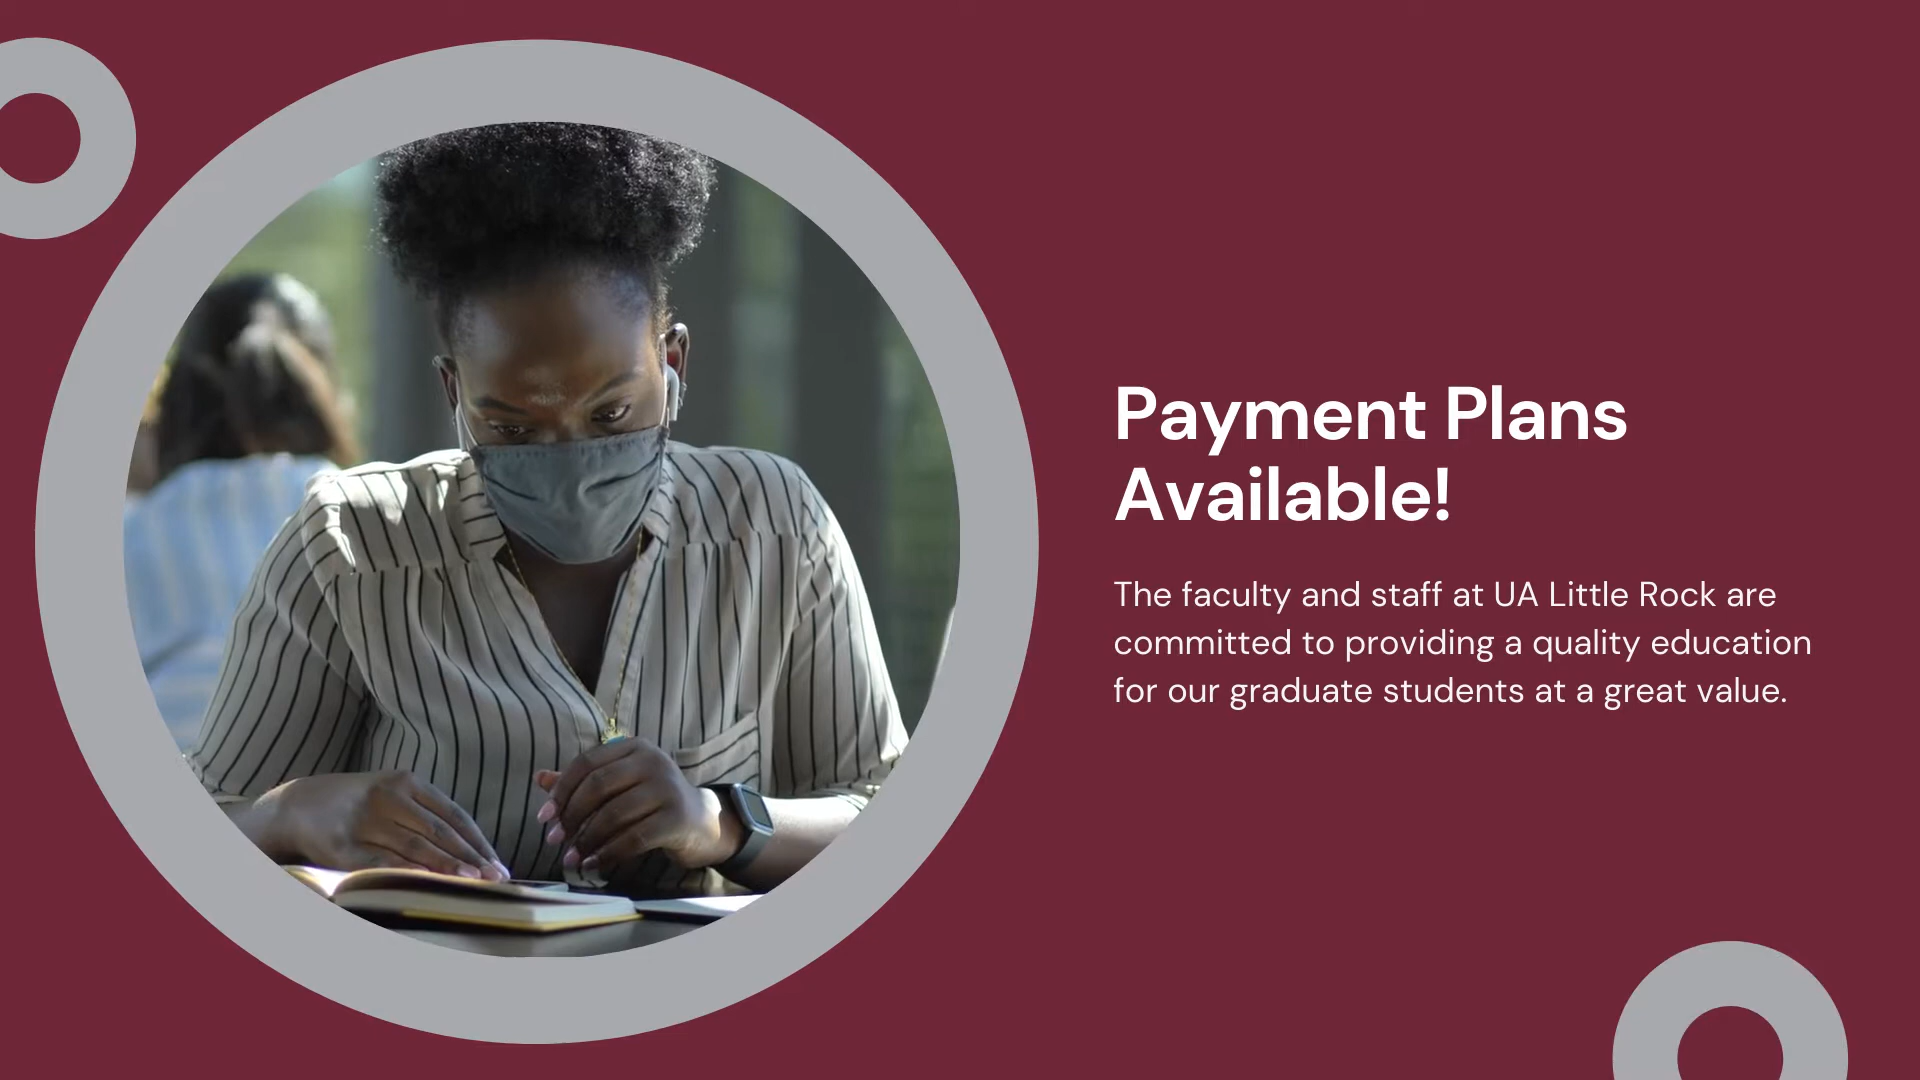 Payment Plans
Available!
The faculty and staff at UA Little Rock are
committed to providing a quality education
for our graduate students at a great value.